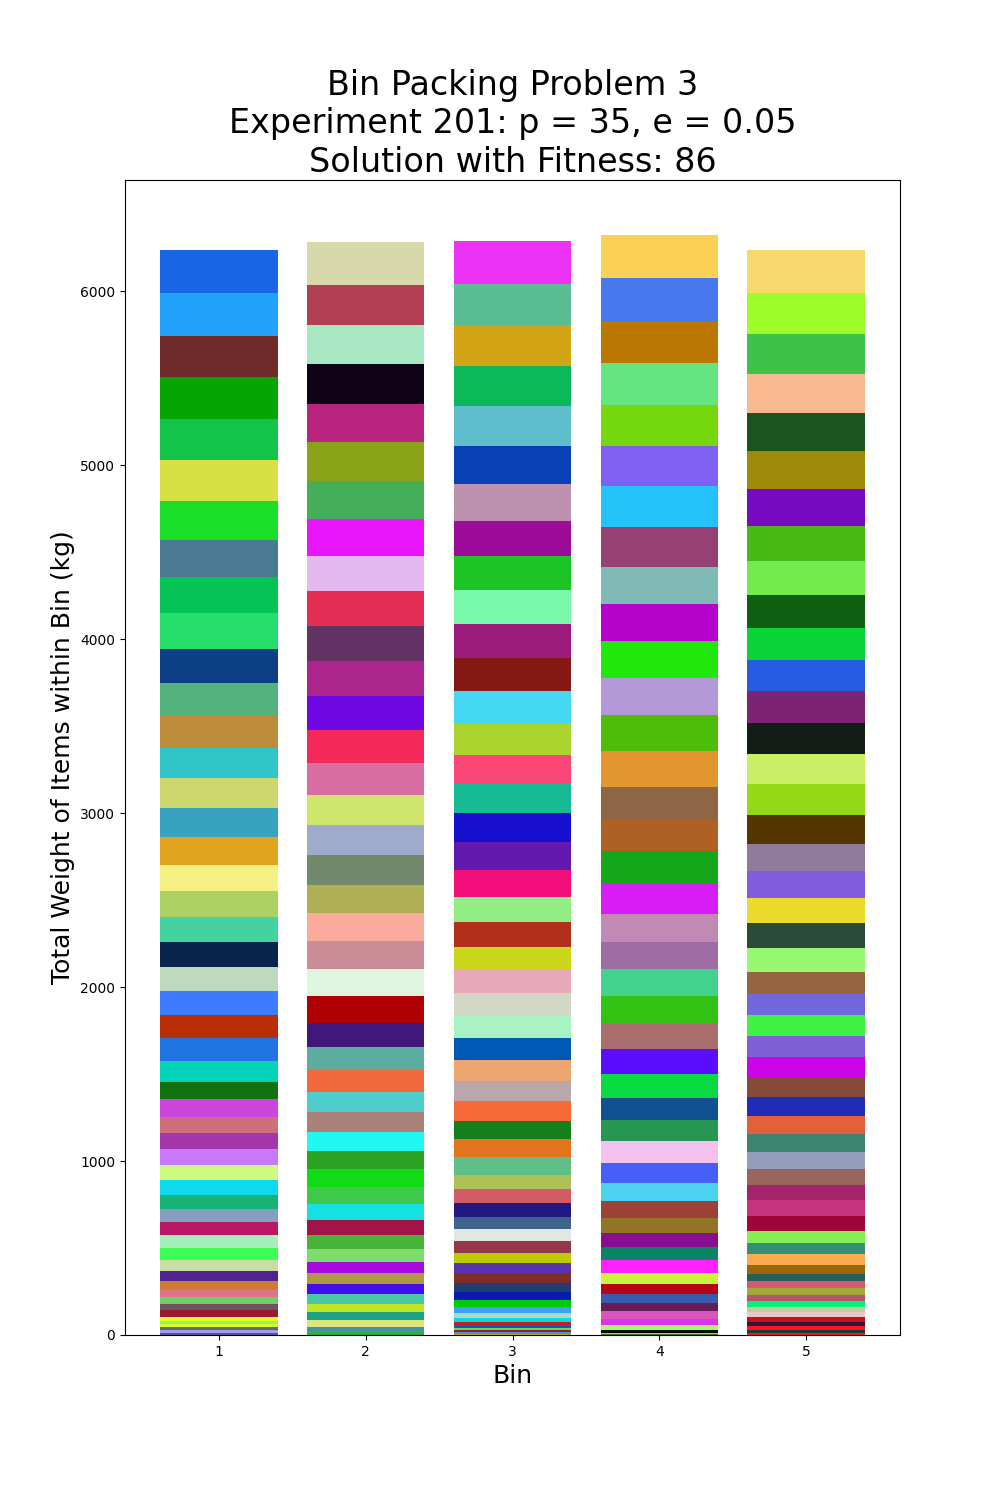 Bin Packing Problem 3
Experiment 201: p = 35, e = 0.05
Solution with Fitness: 86
Total Weight of Items within Bin (kg)
6000
5000
4000
3000
2000
1000
0
1 2 3 4 5
Bin